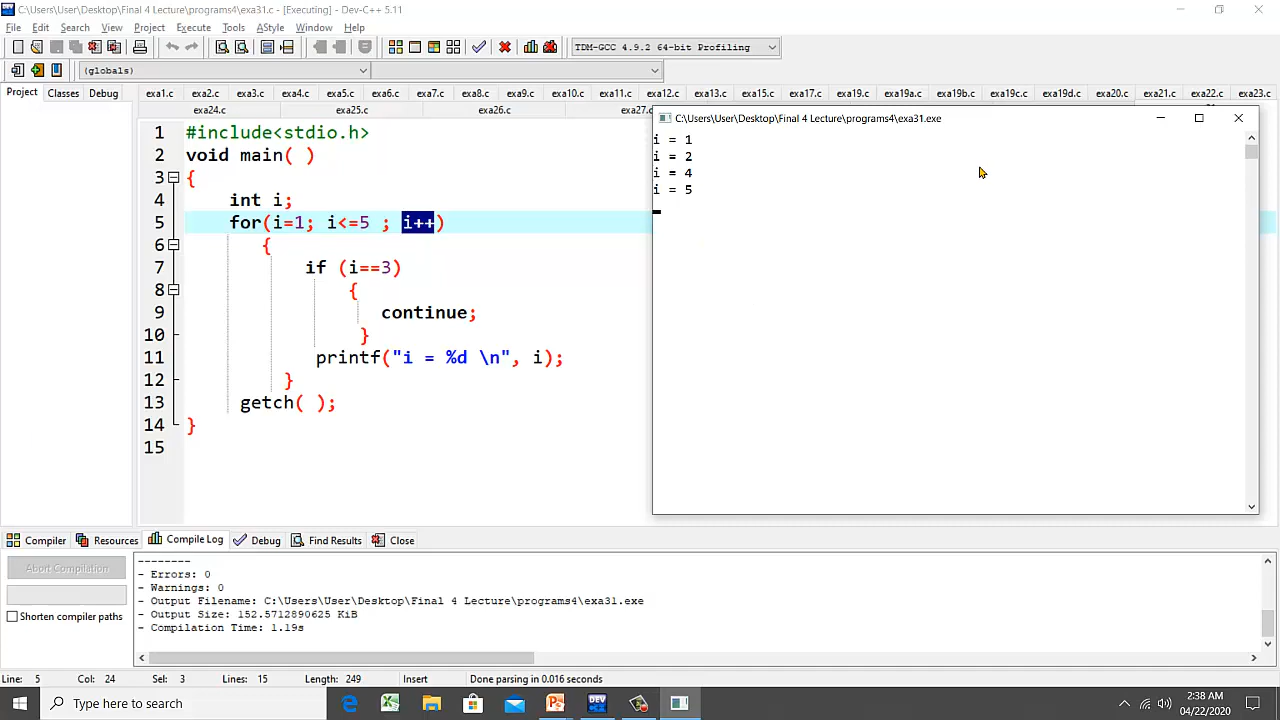 C:\Users\User\Desktop\Final 4 Lecture\programs4\exa31.c - [Executing] - Dev-C++ 5.11
File Edit Search View Project Execute Tools AStyle Window Help
TDM-GCC 4.9.2 64-bit Profiling
(globals)
Project Classes Debug
exa1.c exa2.c exa3.c exa4.c exa5.c exa6.c exa7.c exa8.c exa9.c exa10.c exa11.c exa12.c exa13.c exa15.c exa17.c exa19.c exa19a.c exa19b.c exa19c.c exa19d.c exa20.c exa21.c exa22.c exa23.c
exa24.c exa25.c exa26.c exa27.c
1 #include<stdio.h>
2 void main( )
3 {
4 int i;
5 for(i=1; i<=5 ; i++)
6 {
7 if (i==3)
8 {
9 continue;
10 }
11 printf("i = %d \n", i);
12 }
13 getch( );
14 }
15
C:\Users\User\Desktop\Final 4 Lecture\programs4\exa31.exe
i = 1
i = 2
i = 4
i = 5
Compiler Resources Compile Log Debug Find Results Close
Abort Compilation
Shorten compiler paths
--------
- Errors: 0
- Warnings: 0
- Output Filename: C:\Users\User\Desktop\Final 4 Lecture\programs4\exa31.exe
- Output Size: 152.5712890625 KiB
- Compilation Time: 1.19s
Line: 5 Col: 24 Sel: 3 Lines: 15 Length: 249 Insert Done parsing in 0.016 seconds
Type here to search
2:38 AM
04/22/2020